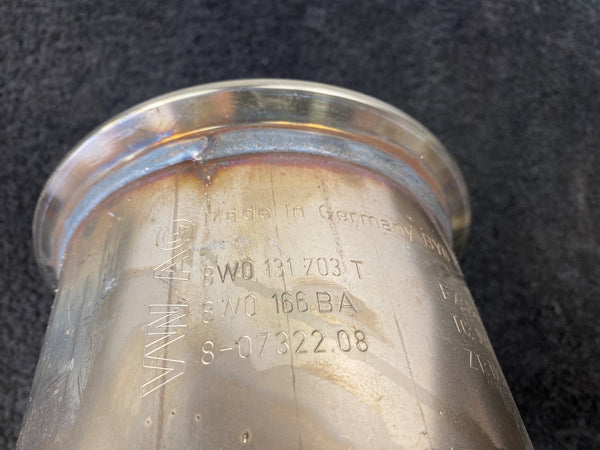 VW AG
Made in Germany
8W0 131 703 T
8W0 166 BA
8-07322.08